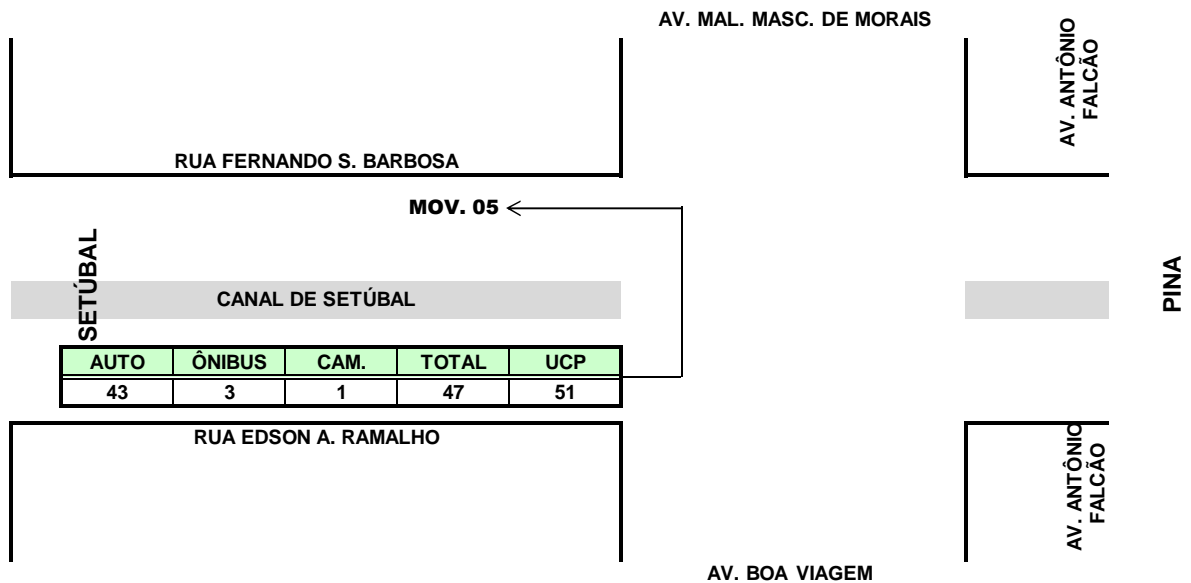 AV. MAL. MASC. DE MORAIS
AV. ANTÔNIO
FALCÃO
RUA FERNANDO S. BARBOSA
MOV. 05
SETÚBAL
CANAL DE SETÚBAL
PINA
AUTO ÔNIBUS CAM. TOTAL UCP
43 3 1 47 51
RUA EDSON A. RAMALHO
AV. ANTÔNIO
FALCÃO
AV. BOA VIAGEM